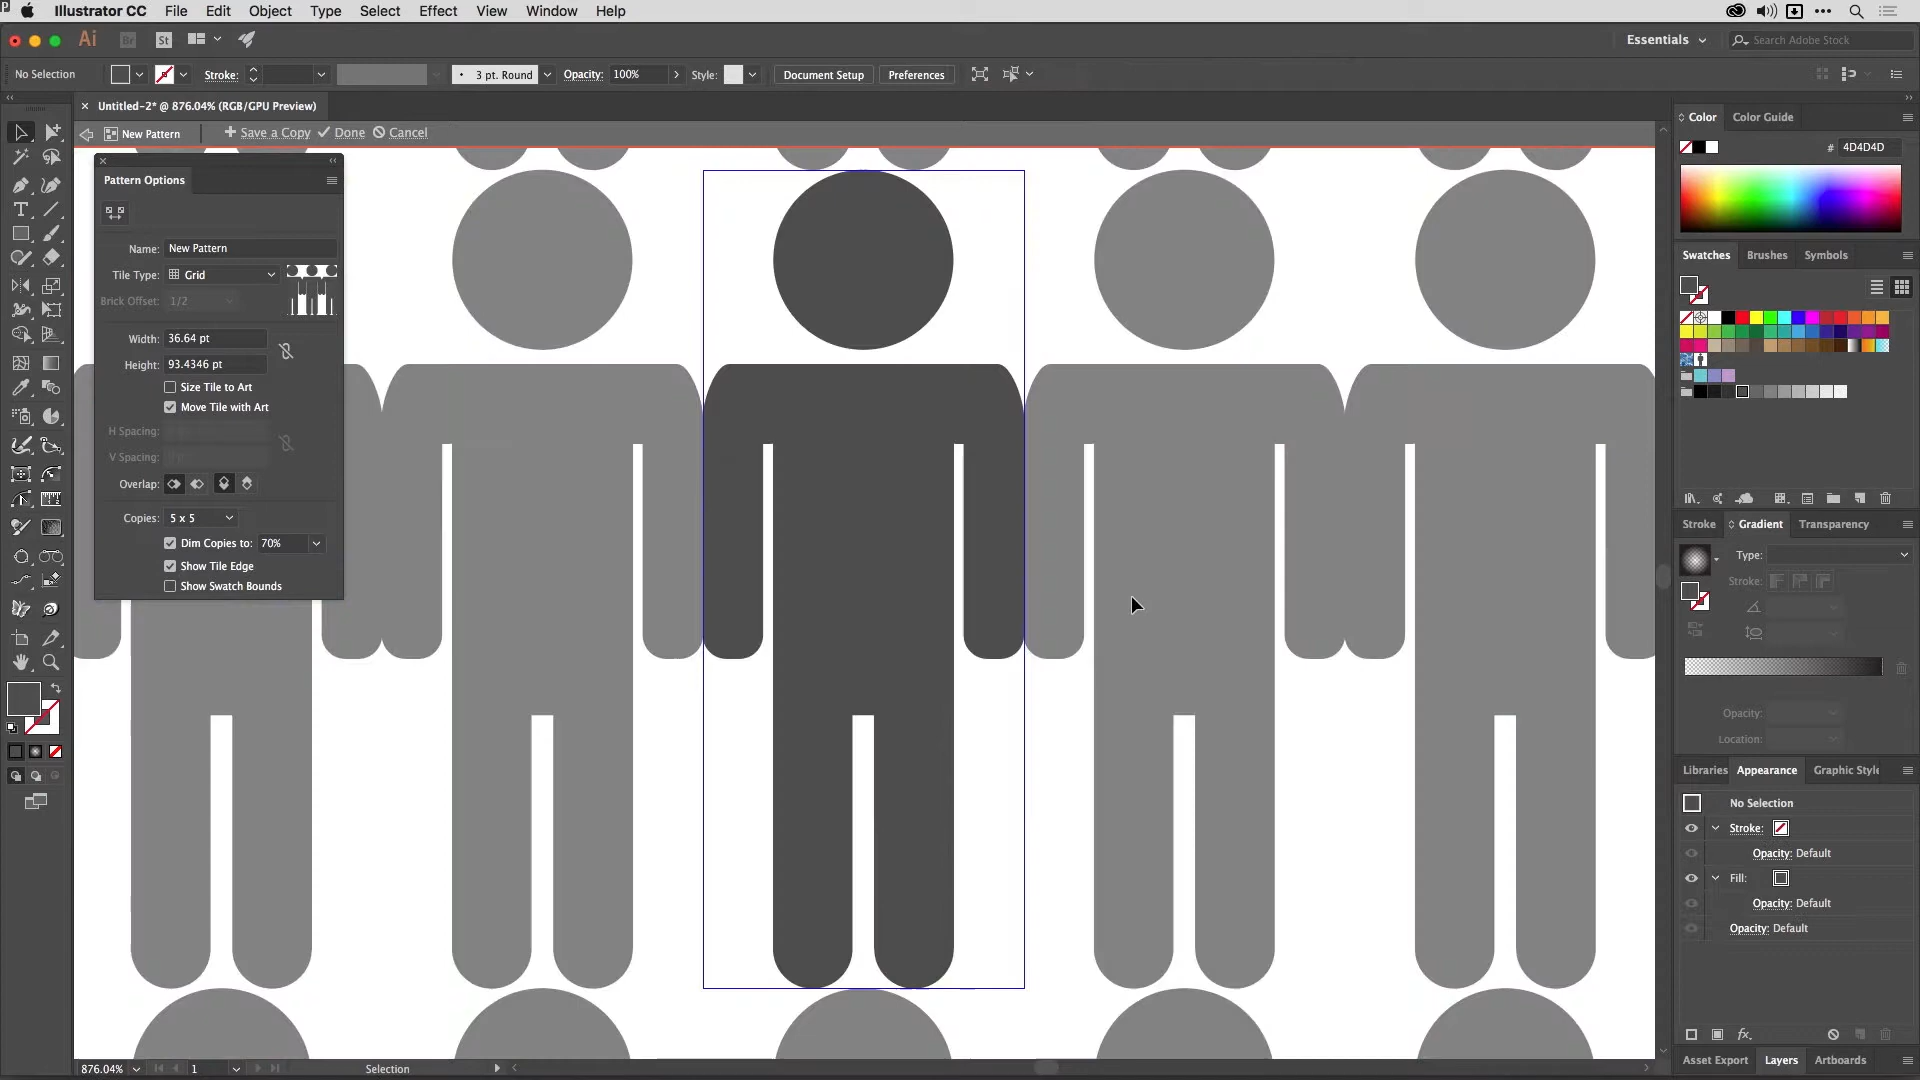 Illustrator CC File Edit Object Type Select Effect View Window Help
Ai Br St Essentials Search Adobe Stock
No Selection Stroke: 3 pt. Round Opacity: 100% Style: Document Setup Preferences
Untitled-2* @ 876.04% (RGB/GPU Preview)
New Pattern Save a Copy Done Cancel
Pattern Options
Name: New Pattern
Tile Type: Grid
Brick Offset: 1/2
Width: 36.64 pt
Height: 93.4346 pt
Size Tile to Art
Move Tile with Art
H Spacing:
V Spacing:
Overlap:
Copies: 5 x 5
Dim Copies to: 70%
Show Tile Edge
Show Swatch Bounds
Color Color Guide
# 4D4D4D
Swatches Brushes Symbols
Stroke Gradient Transparency
Type:
Stroke:
Opacity:
Location:
Libraries Appearance Graphic Style
No Selection
Stroke:
Opacity: Default
Fill:
Opacity: Default
Opacity: Default
fx
Asset Export Layers Artboards
876.04% 1 Selection